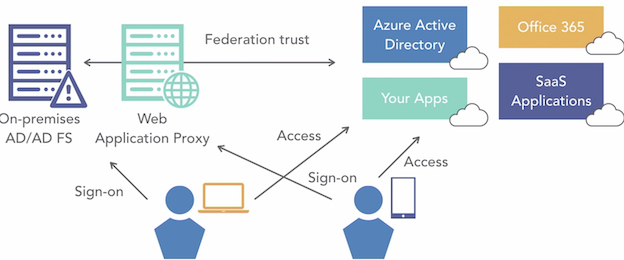 Federation trust
Azure Active
Directory
Office 365
Your Apps
SaaS
Applications
On-premises
AD/AD FS
Web
Application Proxy
Access
Sign-on
Sign-on
Access